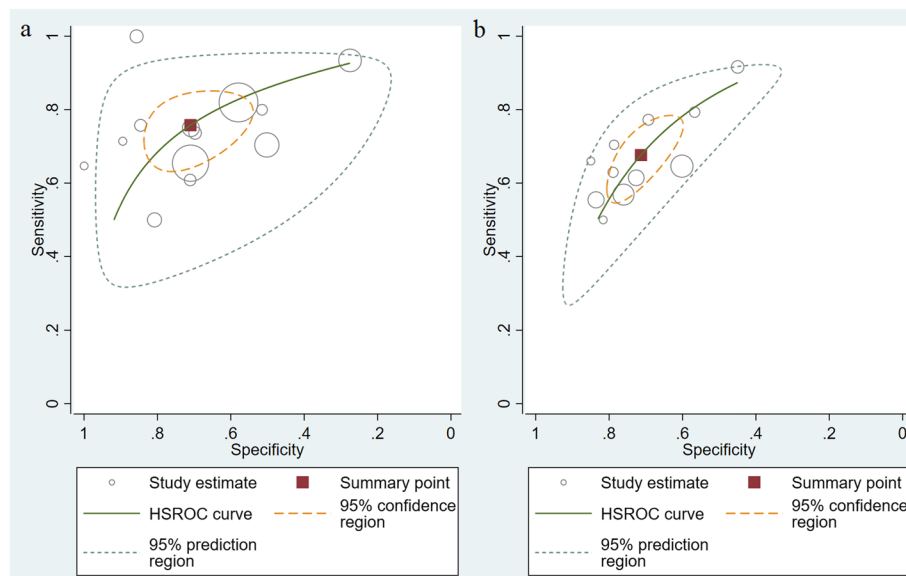 a
b
1
.8
.6
.4
.2
0
Sensitivity
1
.8
.6
.4
.2
0
Specificity
Study estimate
Summary point
HSROC curve
95% confidence
region
95% prediction
region
1
.8
.6
.4
.2
0
Sensitivity
1
.8
.6
.4
.2
0
Specificity
Study estimate
Summary point
HSROC curve
95% confidence
region
95% prediction
region